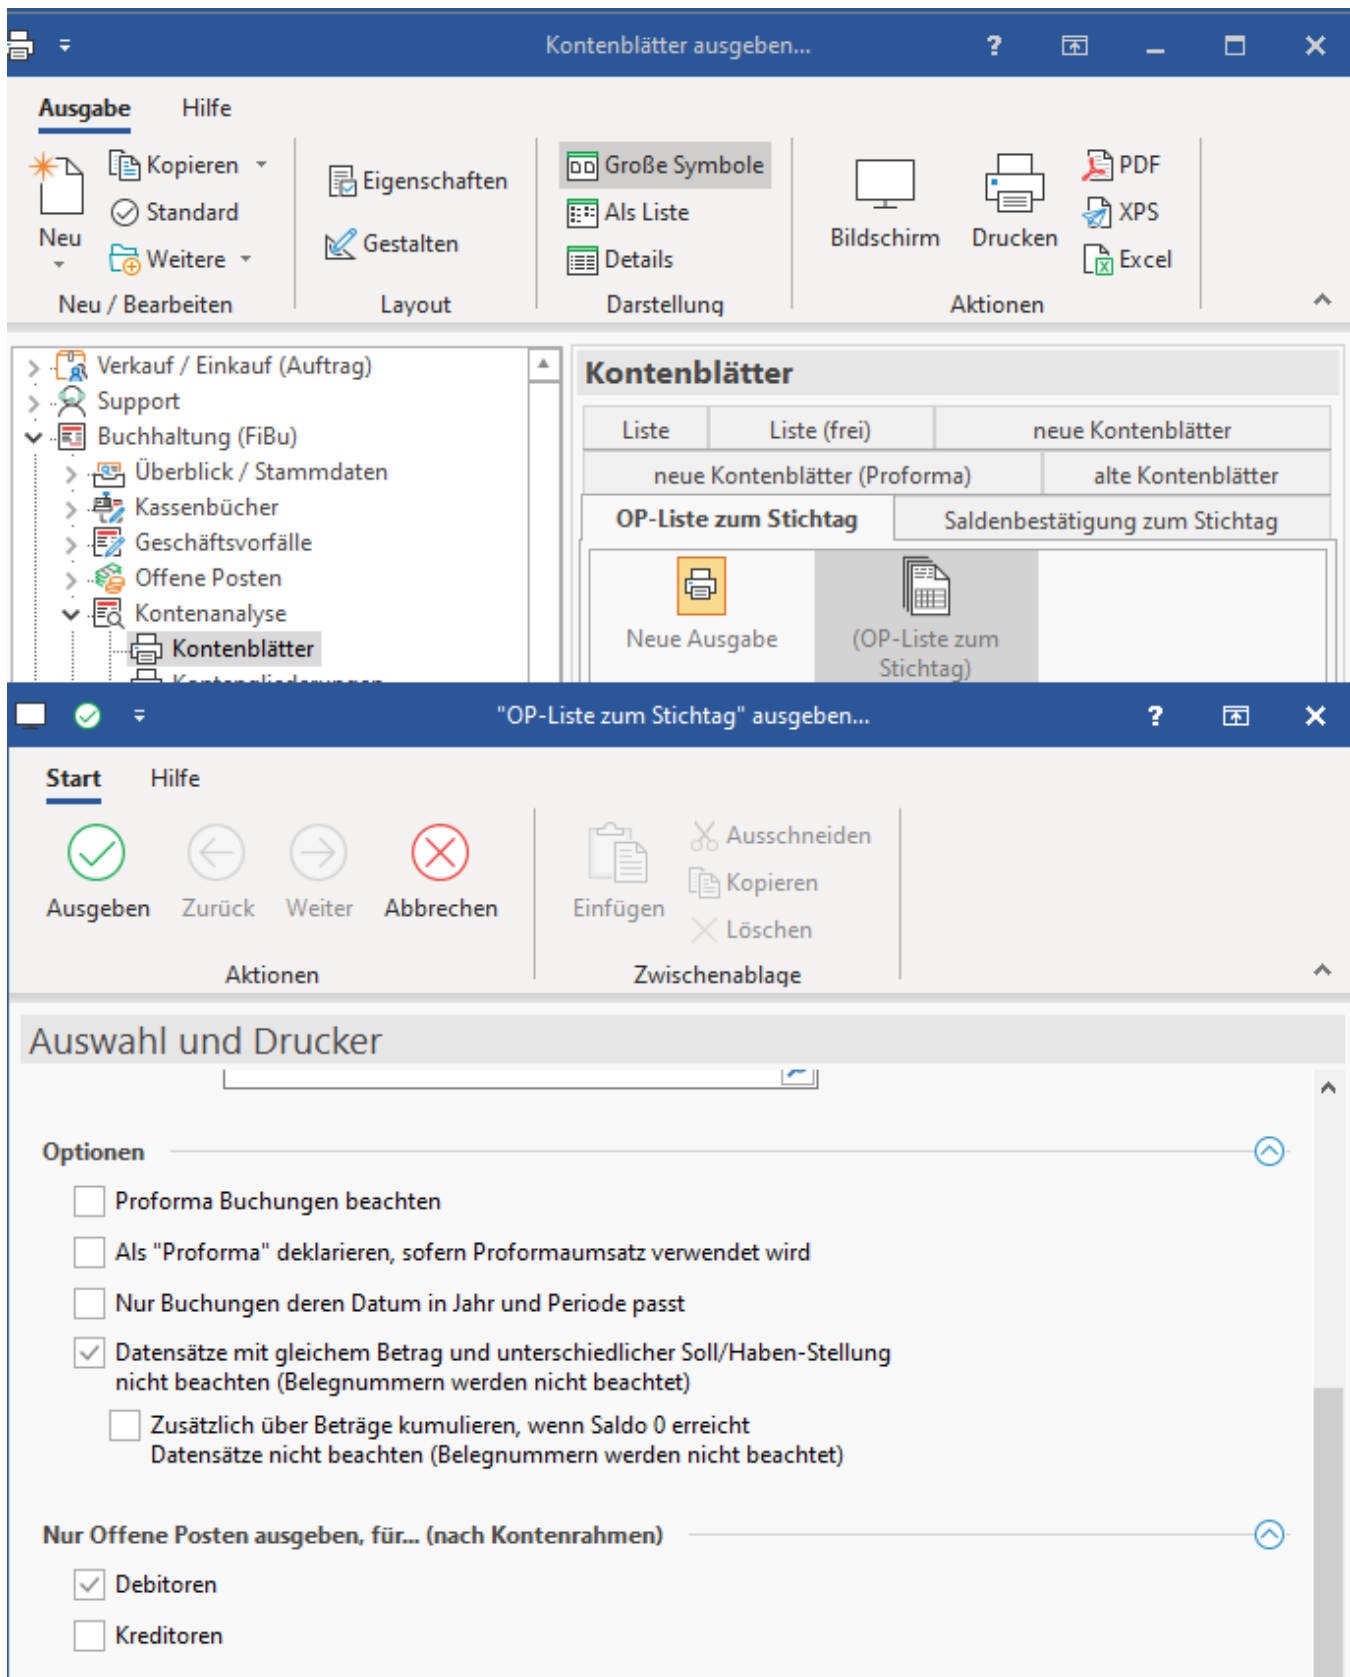 Kontenblätter ausgeben...
?
Ausgabe
Hilfe
Neu
Kopieren
Standard
Weitere
Neu / Bearbeiten
Eigenschaften
Gestalten
Layout
Große Symbole
Als Liste
Details
Darstellung
Bildschirm
Drucken
PDF
XPS
Excel
Aktionen
Verkauf / Einkauf (Auftrag)
Support
Buchhaltung (FiBu)
Überblick / Stammdaten
Kassenbücher
Geschäftsvorfälle
Offene Posten
Kontenanalyse
Kontenblätter
Kontengliederungen
Kontenblätter
Liste
Liste (frei)
neue Kontenblätter
neue Kontenblätter (Proforma)
alte Kontenblätter
OP-Liste zum Stichtag
Saldenbestätigung zum Stichtag
Neue Ausgabe
(OP-Liste zum
Stichtag)
"OP-Liste zum Stichtag" ausgeben...
?
Start
Hilfe
Ausgeben
Zurück
Weiter
Abbrechen
Aktionen
Einfügen
Ausschneiden
Kopieren
Löschen
Zwischenablage
Auswahl und Drucker
Optionen
Proforma Buchungen beachten
Als "Proforma" deklarieren, sofern Proformaumsatz verwendet wird
Nur Buchungen deren Datum in Jahr und Periode passt
Datensätze mit gleichem Betrag und unterschiedlicher Soll/Haben-Stellung
nicht beachten (Belegnummern werden nicht beachtet)
Zusätzlich über Beträge kumulieren, wenn Saldo 0 erreicht
Datensätze nicht beachten (Belegnummern werden nicht beachtet)
Nur Offene Posten ausgeben, für... (nach Kontenrahmen)
Debitoren
Kreditoren